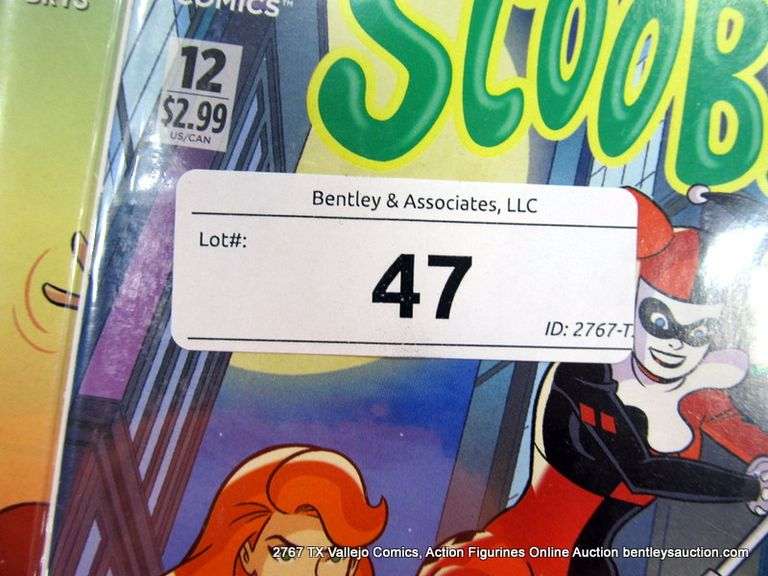 COMICS™
12
$2.99
US/CAN
SCOOB
Bentley & Associates, LLC
Lot#:
47
ID: 2767-T
2767 TX Vallejo Comics, Action Figurines Online Auction bentleysauction.com